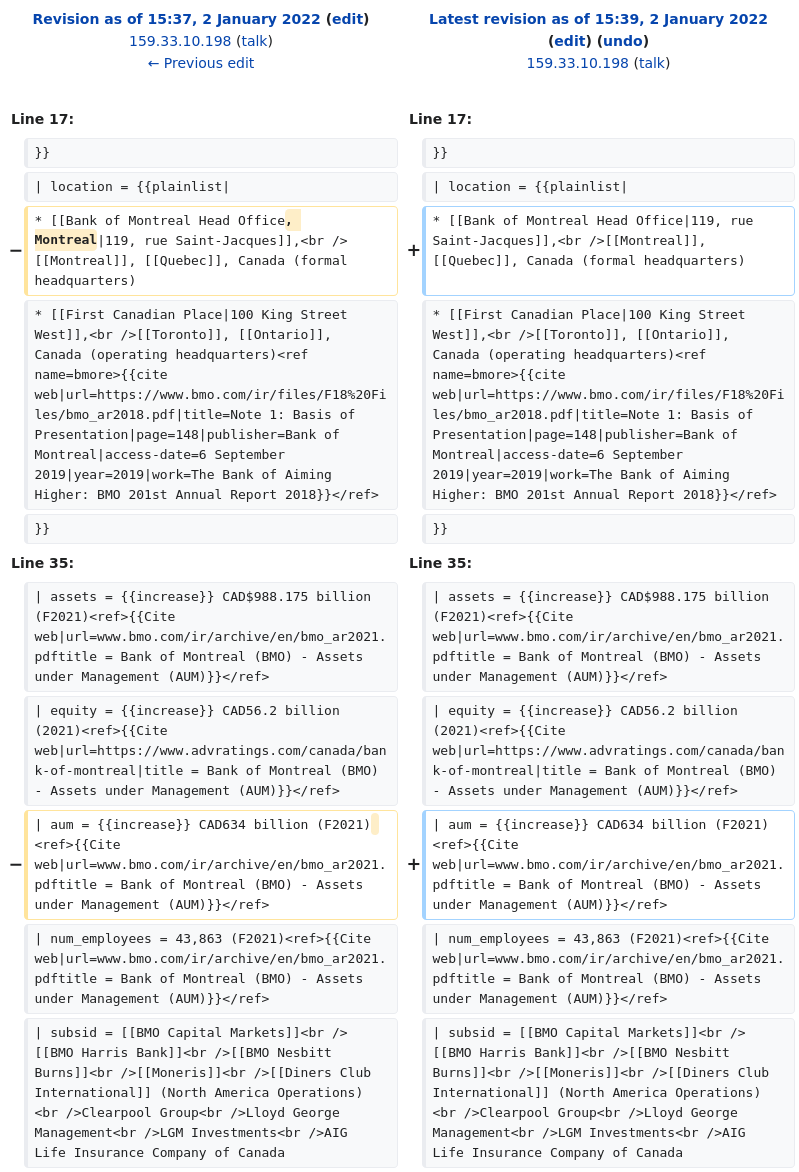 Revision as of 15:37, 2 January 2022 (edit)
159.33.10.198 (talk)
← Previous edit
Latest revision as of 15:39, 2 January 2022
(edit) (undo)
159.33.10.198 (talk)
Line 17:
Line 17:
}}
}}
| location = {{plainlist|
| location = {{plainlist|
−
* [[Bank of Montreal Head Office,
Montreal|119, rue Saint-Jacques]],<br />
[[Montreal]], [[Quebec]], Canada (formal
headquarters)
+
* [[Bank of Montreal Head Office|119, rue
Saint-Jacques]],<br />[[Montreal]],
[[Quebec]], Canada (formal headquarters)
* [[First Canadian Place|100 King Street
West]],<br />[[Toronto]], [[Ontario]],
Canada (operating headquarters)<ref
name=bmore>{{cite
web|url=https://www.bmo.com/ir/files/F18%20Fi
les/bmo_ar2018.pdf|title=Note 1: Basis of
Presentation|page=148|publisher=Bank of
Montreal|access-date=6 September
2019|year=2019|work=The Bank of Aiming
Higher: BMO 201st Annual Report 2018}}</ref>
* [[First Canadian Place|100 King Street
West]],<br />[[Toronto]], [[Ontario]],
Canada (operating headquarters)<ref
name=bmore>{{cite
web|url=https://www.bmo.com/ir/files/F18%20Fi
les/bmo_ar2018.pdf|title=Note 1: Basis of
Presentation|page=148|publisher=Bank of
Montreal|access-date=6 September
2019|year=2019|work=The Bank of Aiming
Higher: BMO 201st Annual Report 2018}}</ref>
}}
}}
Line 35:
Line 35:
| assets = {{increase}} CAD$988.175 billion
(F2021)<ref>{{Cite
web|url=www.bmo.com/ir/archive/en/bmo_ar2021.
pdftitle = Bank of Montreal (BMO) - Assets
under Management (AUM)}}</ref>
| assets = {{increase}} CAD$988.175 billion
(F2021)<ref>{{Cite
web|url=www.bmo.com/ir/archive/en/bmo_ar2021.
pdftitle = Bank of Montreal (BMO) - Assets
under Management (AUM)}}</ref>
| equity = {{increase}} CAD56.2 billion
(2021)<ref>{{Cite
web|url=https://www.advratings.com/canada/ban
k-of-montreal|title = Bank of Montreal (BMO)
- Assets under Management (AUM)}}</ref>
| equity = {{increase}} CAD56.2 billion
(2021)<ref>{{Cite
web|url=https://www.advratings.com/canada/ban
k-of-montreal|title = Bank of Montreal (BMO)
- Assets under Management (AUM)}}</ref>
−
| aum = {{increase}} CAD634 billion (F2021)
<ref>{{Cite
web|url=www.bmo.com/ir/archive/en/bmo_ar2021.
pdftitle = Bank of Montreal (BMO) - Assets
under Management (AUM)}}</ref>
+
| aum = {{increase}} CAD634 billion (F2021)
<ref>{{Cite
web|url=www.bmo.com/ir/archive/en/bmo_ar2021.
pdftitle = Bank of Montreal (BMO) - Assets
under Management (AUM)}}</ref>
| num_employees = 43,863 (F2021)<ref>{{Cite
web|url=www.bmo.com/ir/archive/en/bmo_ar2021.
pdftitle = Bank of Montreal (BMO) - Assets
under Management (AUM)}}</ref>
| num_employees = 43,863 (F2021)<ref>{{Cite
web|url=www.bmo.com/ir/archive/en/bmo_ar2021.
pdftitle = Bank of Montreal (BMO) - Assets
under Management (AUM)}}</ref>
| subsid = [[BMO Capital Markets]]<br />
[[BMO Harris Bank]]<br />[[BMO Nesbitt
Burns]]<br />[[Moneris]]<br />[[Diners Club
International]] (North America Operations)
<br />Clearpool Group<br />Lloyd George
Management<br />LGM Investments<br />AIG
Life Insurance Company of Canada
| subsid = [[BMO Capital Markets]]<br />
[[BMO Harris Bank]]<br />[[BMO Nesbitt
Burns]]<br />[[Moneris]]<br />[[Diners Club
International]] (North America Operations)
<br />Clearpool Group<br />Lloyd George
Management<br />LGM Investments<br />AIG
Life Insurance Company of Canada